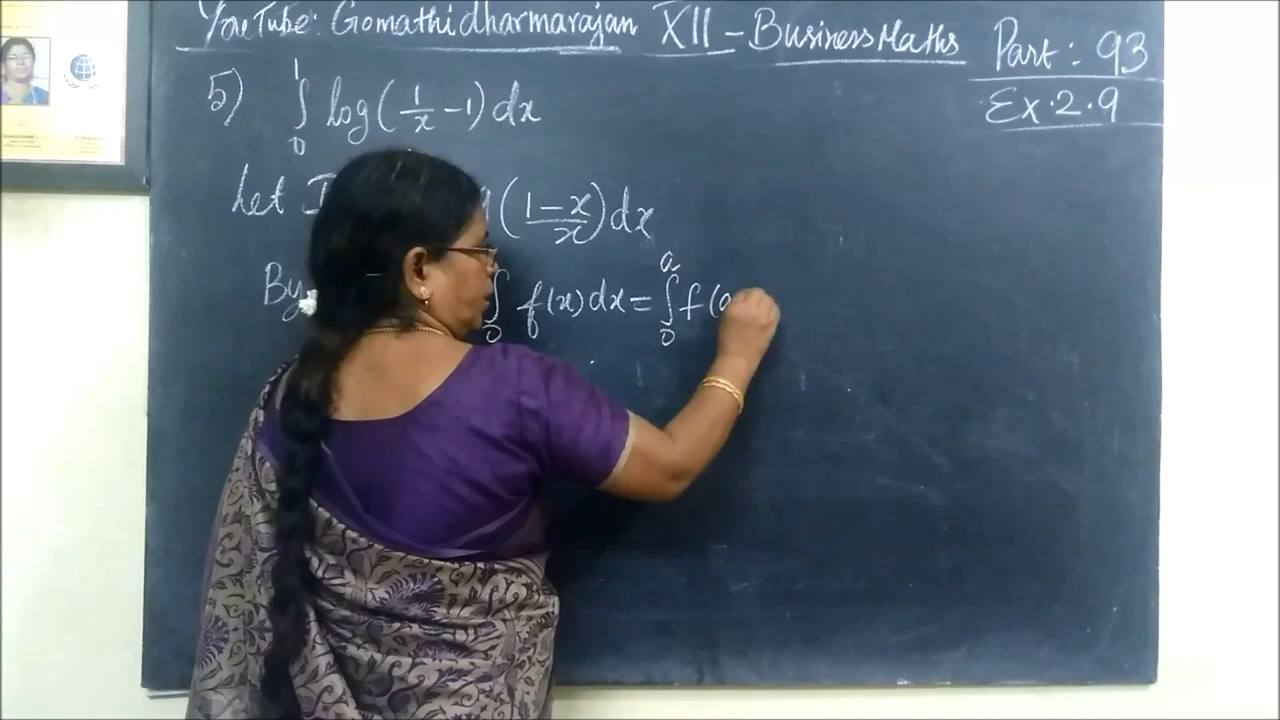 YouTube: Gomathidharmarajan XII - Business Maths Part: 93
Ex. 2.9
5) ∫₀¹ log(1/x - 1) dx
Let I (1-x/x) dx
By ∫₀ f(x) dx = ∫₀ᵃ f(a